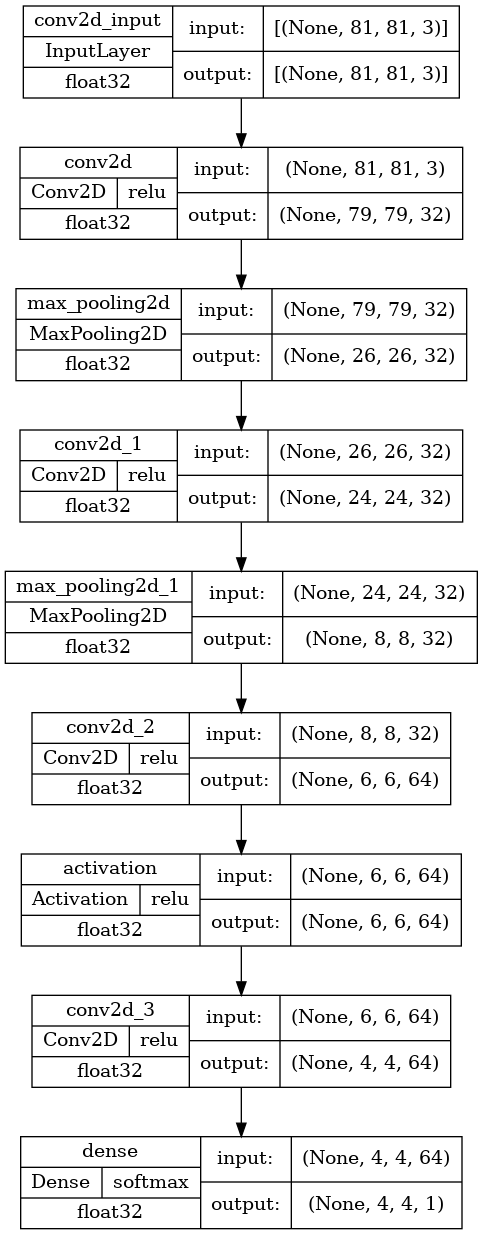 conv2d_input input: [(None, 81, 81, 3)]
InputLayer
float32 output: [(None, 81, 81, 3)]
conv2d input: (None, 81, 81, 3)
Conv2D relu
float32 output: (None, 79, 79, 32)
max_pooling2d input: (None, 79, 79, 32)
MaxPooling2D
float32 output: (None, 26, 26, 32)
conv2d_1 input: (None, 26, 26, 32)
Conv2D relu
float32 output: (None, 24, 24, 32)
max_pooling2d_1 input: (None, 24, 24, 32)
MaxPooling2D
float32 output: (None, 8, 8, 32)
conv2d_2 input: (None, 8, 8, 32)
Conv2D relu
float32 output: (None, 6, 6, 64)
activation input: (None, 6, 6, 64)
Activation relu
float32 output: (None, 6, 6, 64)
conv2d_3 input: (None, 6, 6, 64)
Conv2D relu
float32 output: (None, 4, 4, 64)
dense input: (None, 4, 4, 64)
Dense softmax
float32 output: (None, 4, 4, 1)